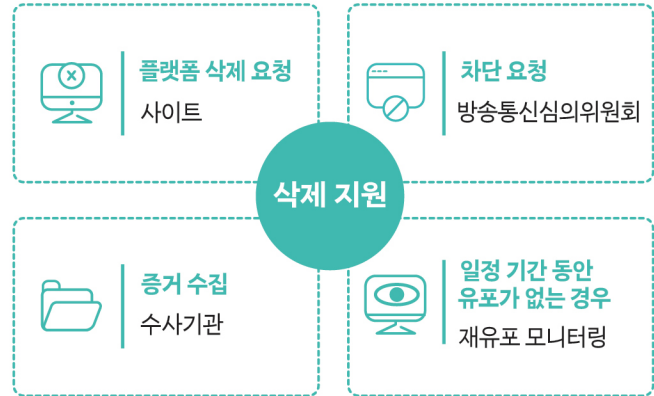 플랫폼 삭제 요청
사이트
차단 요청
방송통신심의위원회
삭제 지원
증거 수집
수사기관
일정 기간 동안
유포가 없는 경우
재유포 모니터링